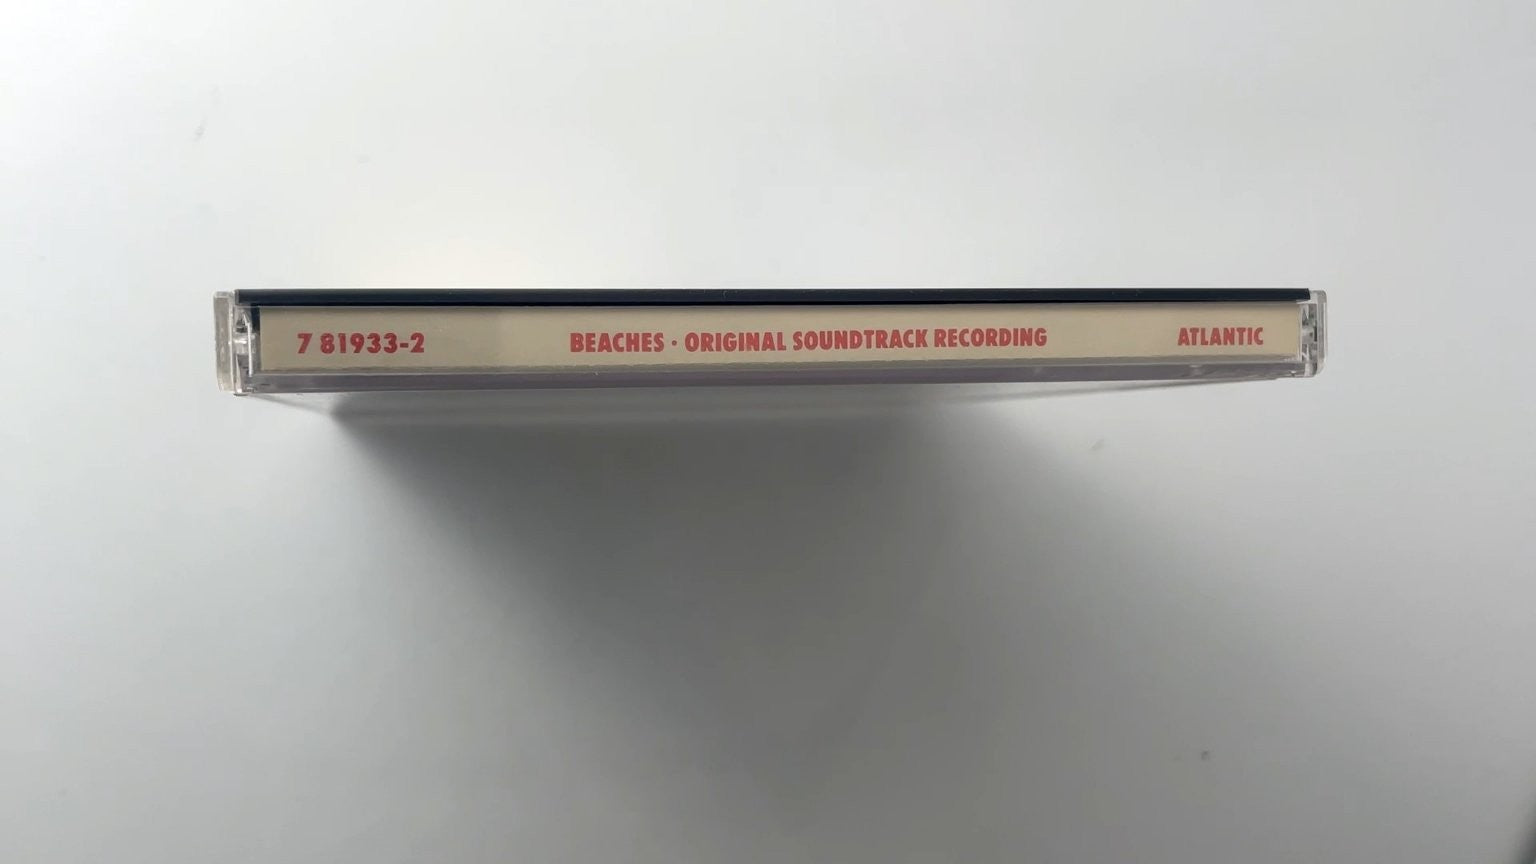 7 81933-2 BEACHES · ORIGINAL SOUNDTRACK RECORDING ATLANTIC